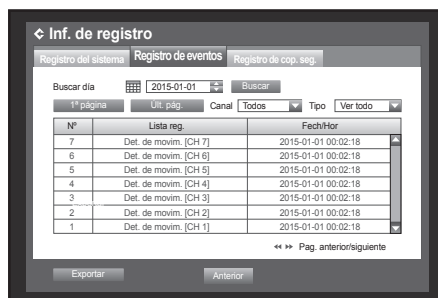 Inf. de registro
Registro del sistema Registro de eventos Registro de cop. seg.
Buscar día 2015-01-01 Buscar
1ª página Últ. pág. Canal Todos Tipo Ver todo
Nº Lista reg. Fech/Hor
7 Det. de movim. [CH 7] 2015-01-01 00:02:18
6 Det. de movim. [CH 6] 2015-01-01 00:02:18
5 Det. de movim. [CH 5] 2015-01-01 00:02:18
4 Det. de movim. [CH 4] 2015-01-01 00:02:18
3 Det. de movim. [CH 3] 2015-01-01 00:02:18
2 Det. de movim. [CH 2] 2015-01-01 00:02:18
1 Det. de movim. [CH 1] 2015-01-01 00:02:18
Pag. anterior/siguiente
Exportar Anterior